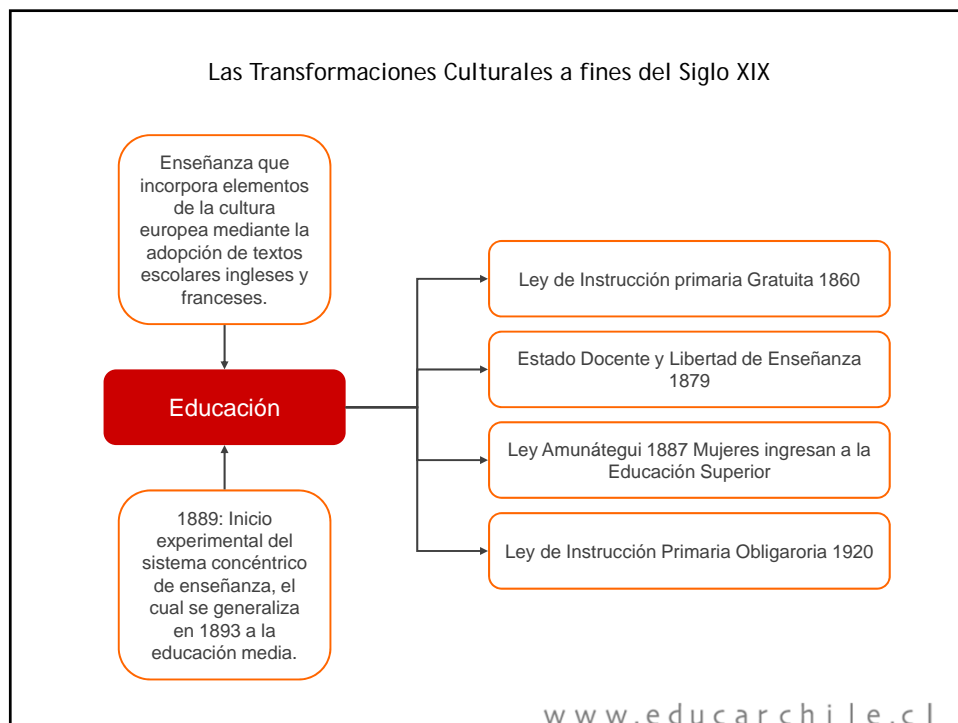 Las Transformaciones Culturales a fines del Siglo XIX
Enseñanza que
incorpora elementos
de la cultura
europea mediante la
adopción de textos
escolares ingleses y
franceses.
Educación
1889: Inicio
experimental del
sistema concéntrico
de enseñanza, el
cual se generaliza
en 1893 a la
educación media.
Ley de Instrucción primaria Gratuita 1860
Estado Docente y Libertad de Enseñanza
1879
Ley Amunátegui 1887 Mujeres ingresan a la
Educación Superior
Ley de Instrucción Primaria Obligaroria 1920
www.educarchile.cl